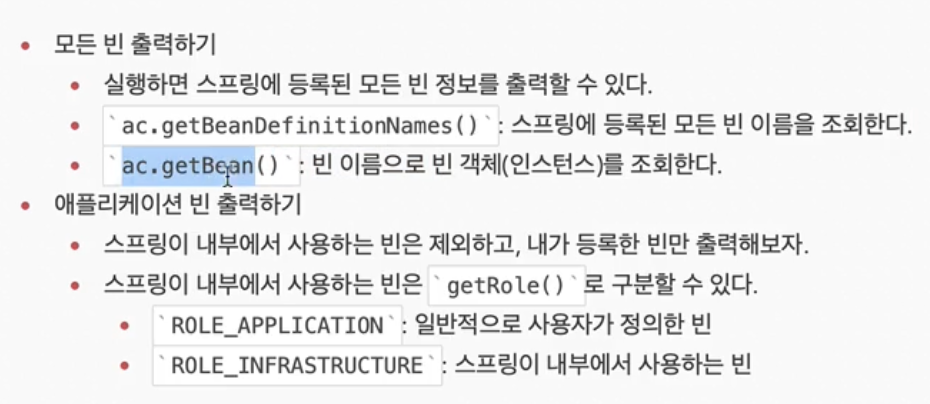 모든 빈 출력하기
실행하면 스프링에 등록된 모든 빈 정보를 출력할 수 있다.
`ac.getBeanDefinitionNames()`: 스프링에 등록된 모든 빈 이름을 조회한다.
`ac.getBean()`: 빈 이름으로 빈 객체(인스턴스)를 조회한다.
애플리케이션 빈 출력하기
스프링이 내부에서 사용하는 빈은 제외하고, 내가 등록한 빈만 출력해보자.
스프링이 내부에서 사용하는 빈은 `getRole()`로 구분할 수 있다.
`ROLE_APPLICATION`: 일반적으로 사용자가 정의한 빈
`ROLE_INFRASTRUCTURE`: 스프링이 내부에서 사용하는 빈